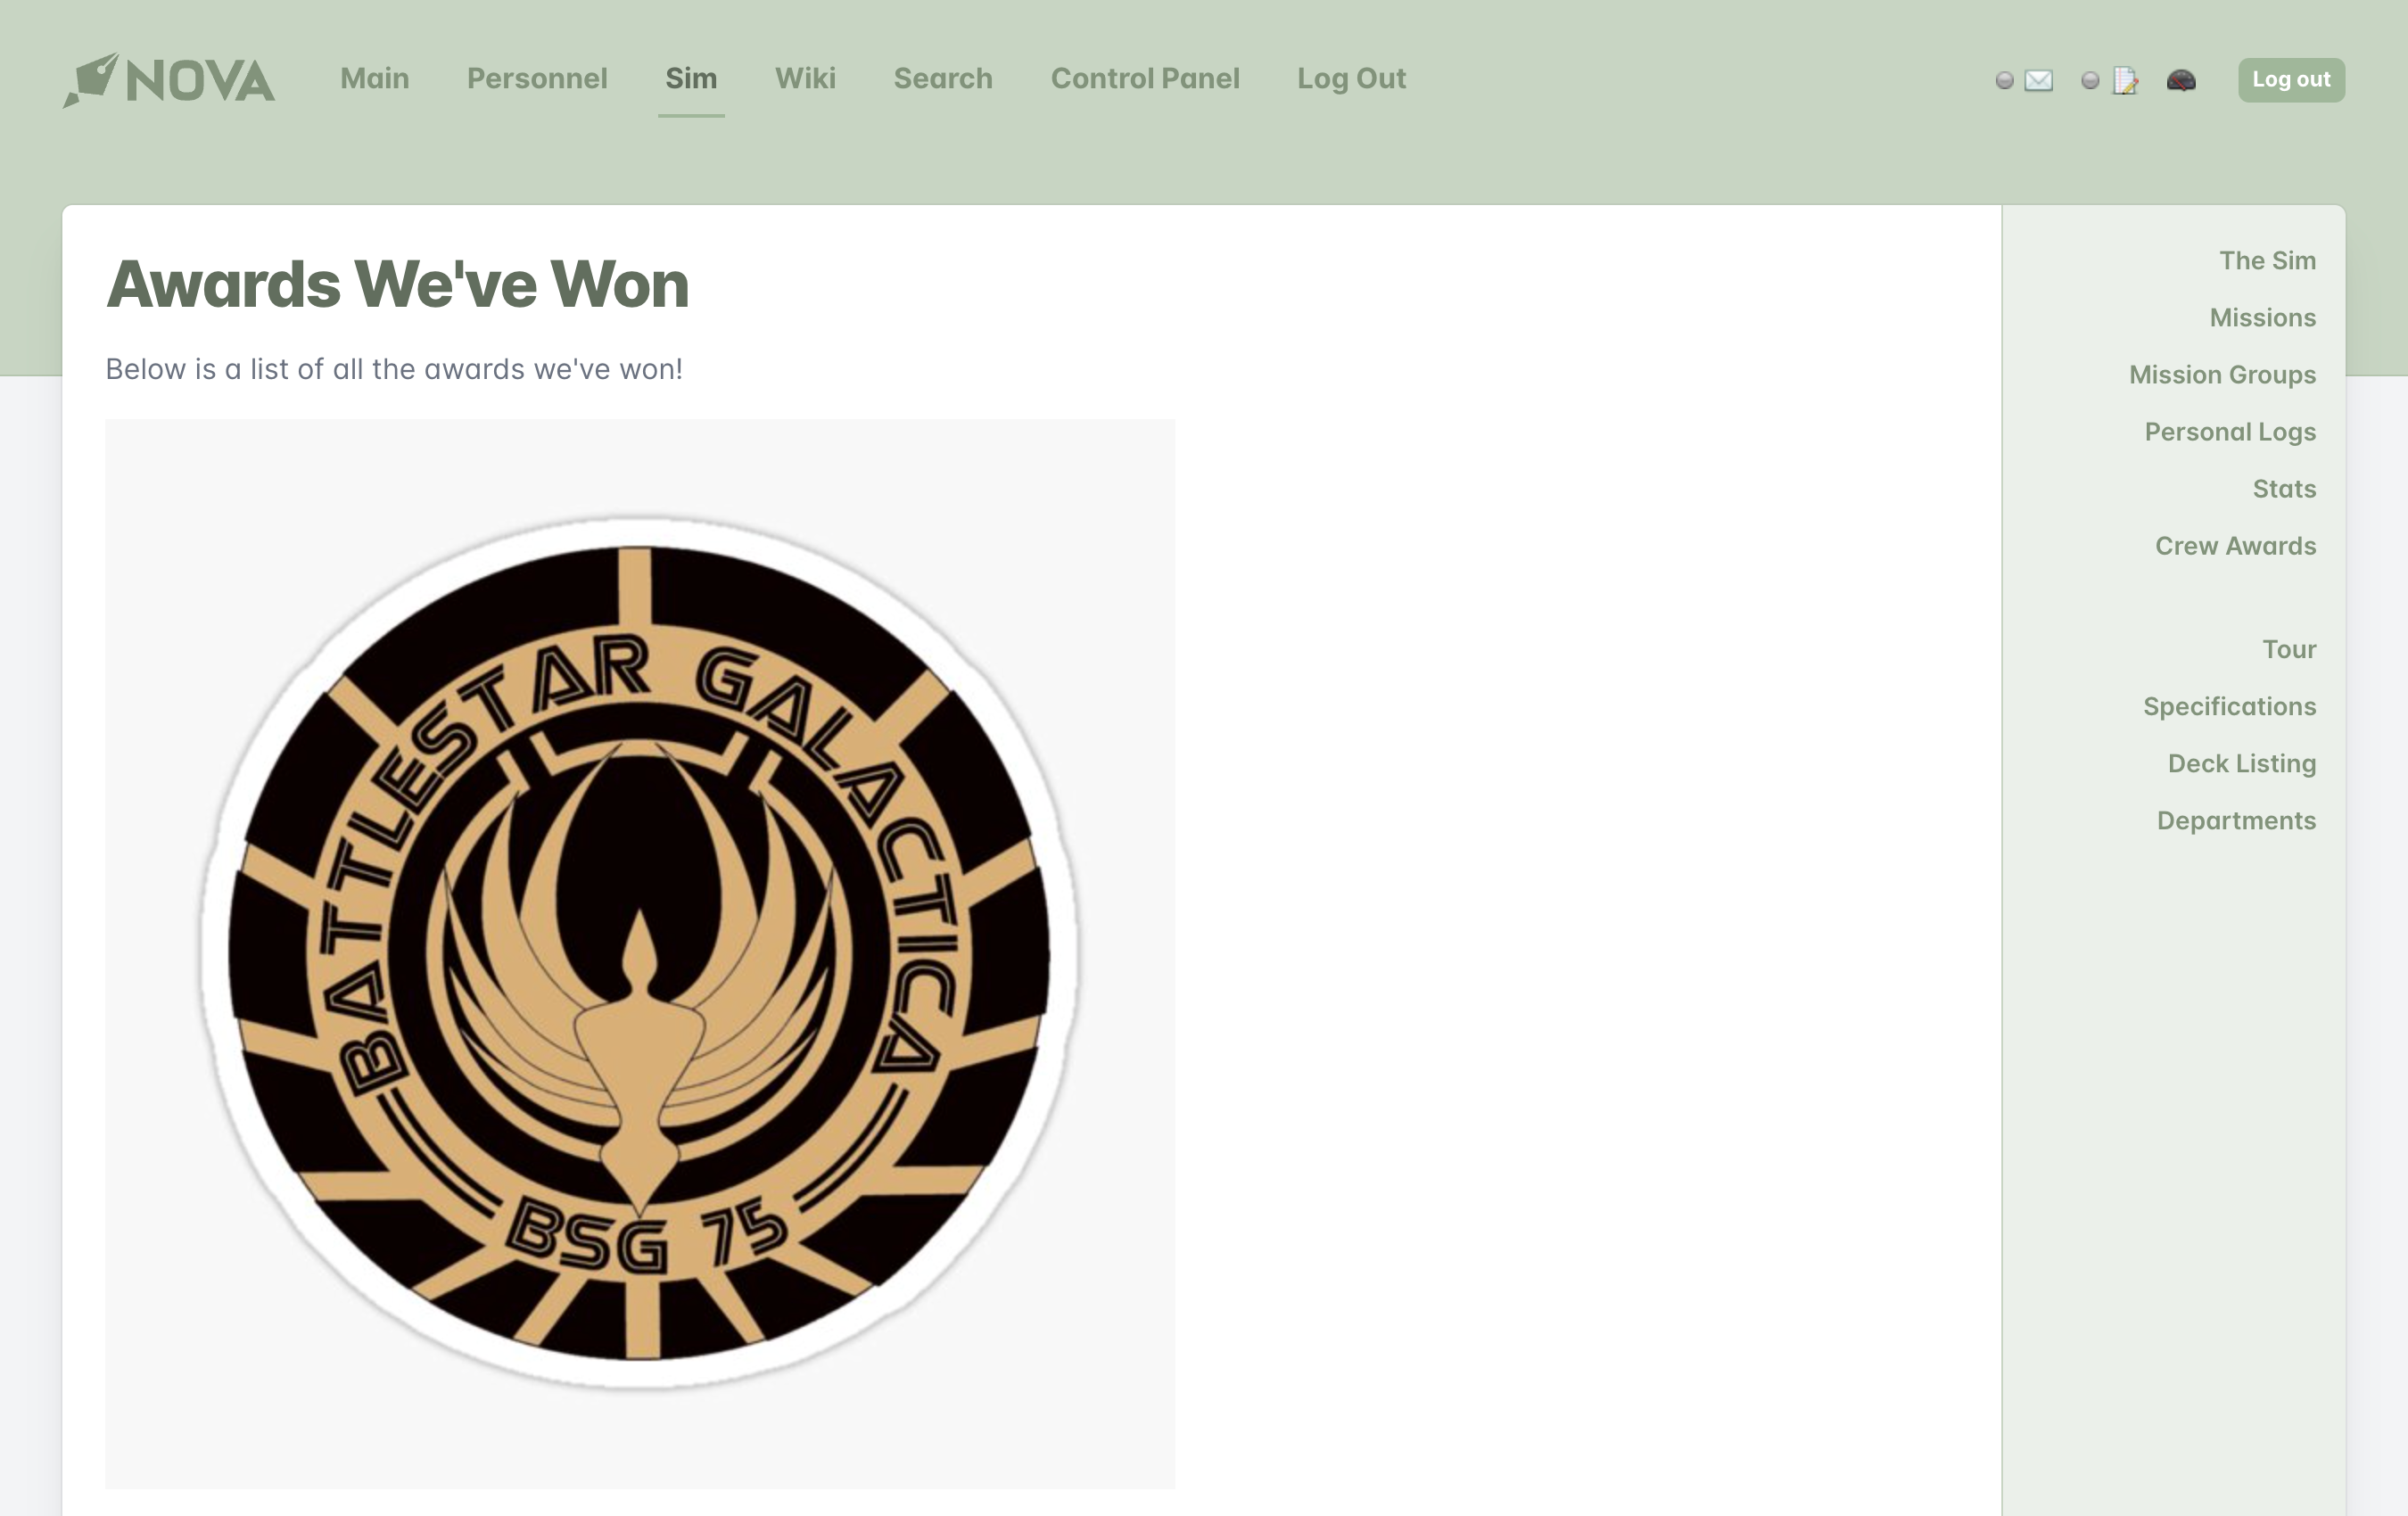 NOVA
Main
Personnel
Sim
Wiki
Search
Control Panel
Log Out
Log out
Awards We've Won
Below is a list of all the awards we've won!
BATTLESTAR GALACTICA
BSG 75
The Sim
Missions
Mission Groups
Personal Logs
Stats
Crew Awards
Tour
Specifications
Deck Listing
Departments